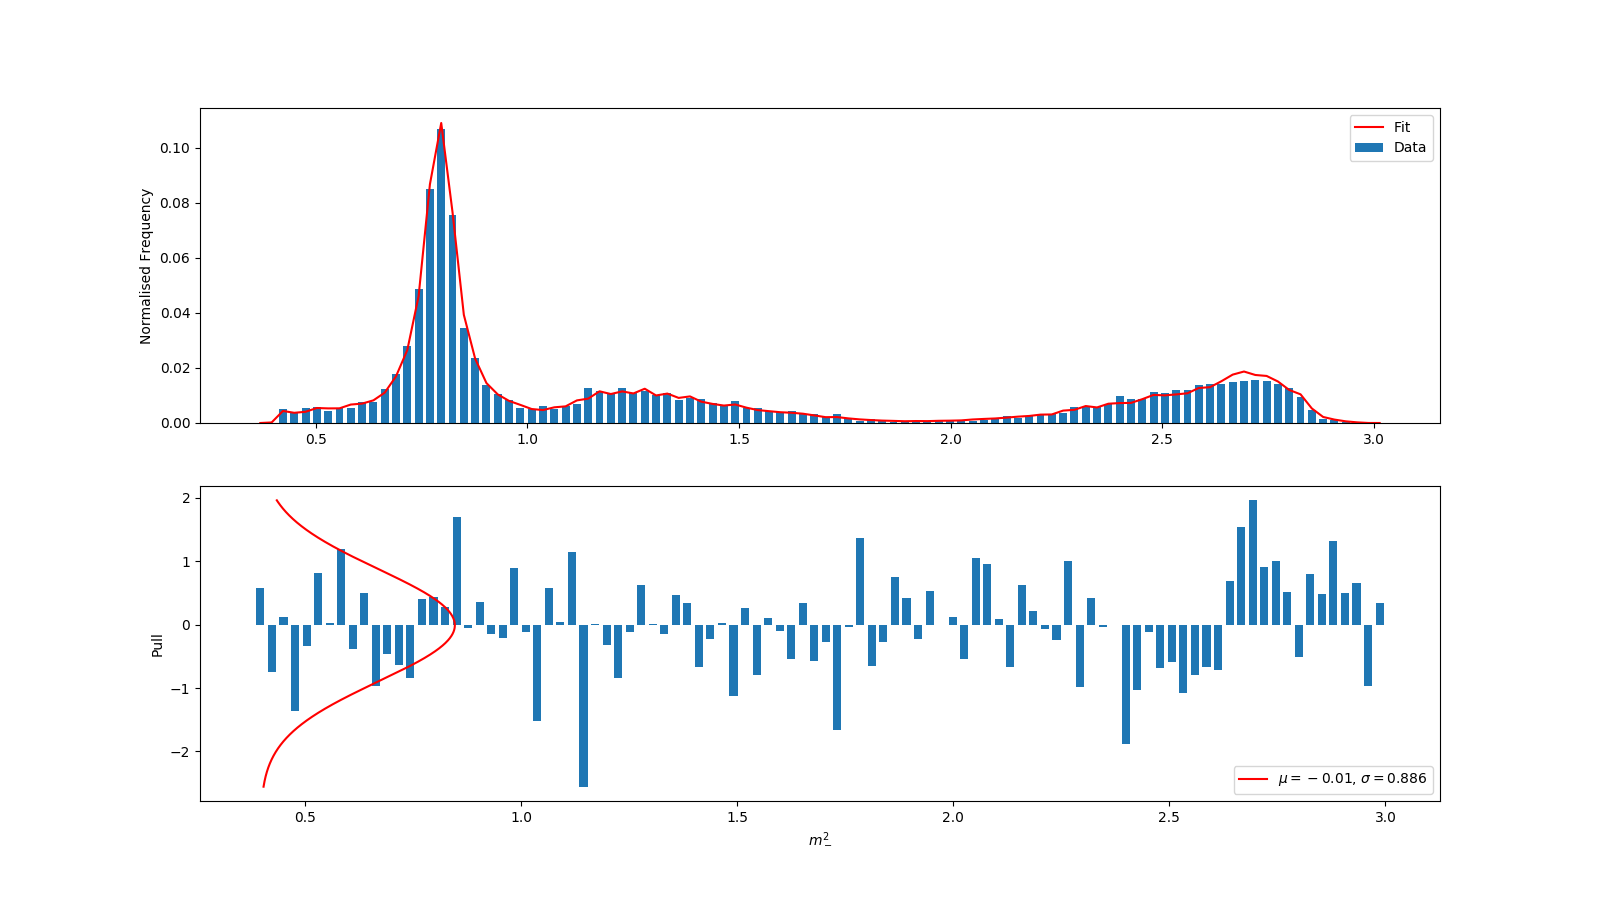 Normalised Frequency
0.10
0.08
0.06
0.04
0.02
0.00
0.5 1.0 1.5 2.0 2.5 3.0
Fit
Data
Pull
2
1
0
−1
−2
0.5 1.0 1.5 2.0 2.5 3.0
μ = −0.01, σ = 0.886
m²₋